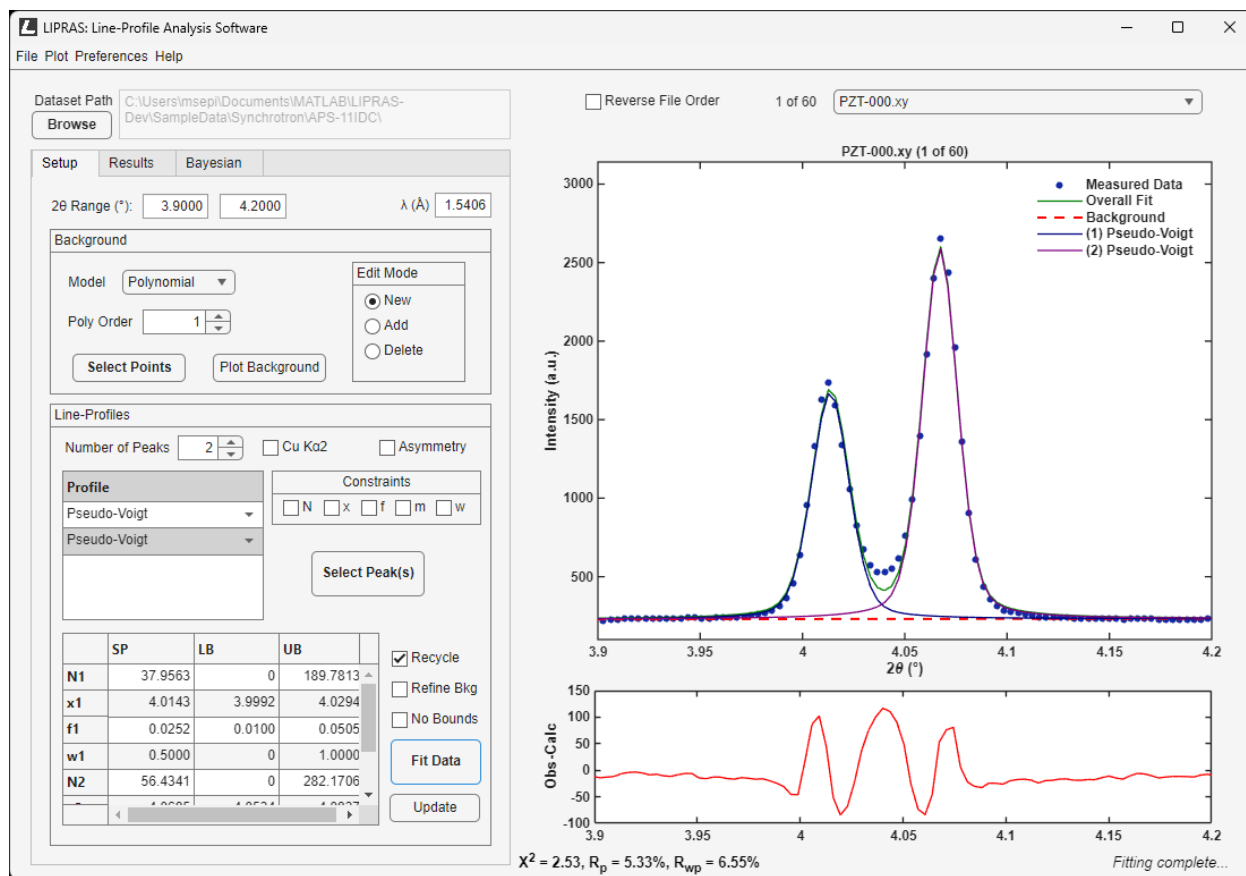 LIPRAS: Line-Profile Analysis Software
File Plot Preferences Help
Dataset Path
C:\Users\msepi\Documents\MATLAB\LIPRAS-
Dev\SampleData\Synchrotron\APS-11IDC\
Browse
Reverse File Order
1 of 60
PZT-000.xy
Setup
Results
Bayesian
2θ Range (°):
3.9000
4.2000
λ (Å)
1.5406
Background
Model
Polynomial
Poly Order
1
Edit Mode
New
Add
Delete
Select Points
Plot Background
Line-Profiles
Number of Peaks
2
Cu Kα2
Asymmetry
Profile
Pseudo-Voigt
Pseudo-Voigt
Constraints
N x f m w
Select Peak(s)
SP LB UB
N1 37.9563 0 189.7813
x1 4.0143 3.9992 4.0294
f1 0.0252 0.0100 0.0505
w1 0.5000 0 1.0000
N2 56.4341 0 282.1706
Recycle
Refine Bkg
No Bounds
Fit Data
Update
PZT-000.xy (1 of 60)
Measured Data
Overall Fit
Background
(1) Pseudo-Voigt
(2) Pseudo-Voigt
Intensity (a.u.)
3000
2500
2000
1500
1000
500
3.9 3.95 4 4.05 4.1 4.15 4.2
2θ (°)
Obs-Calc
150
100
50
0
-50
-100
3.9 3.95 4 4.05 4.1 4.15 4.2
X² = 2.53, Rp = 5.33%, Rwp = 6.55%
Fitting complete...